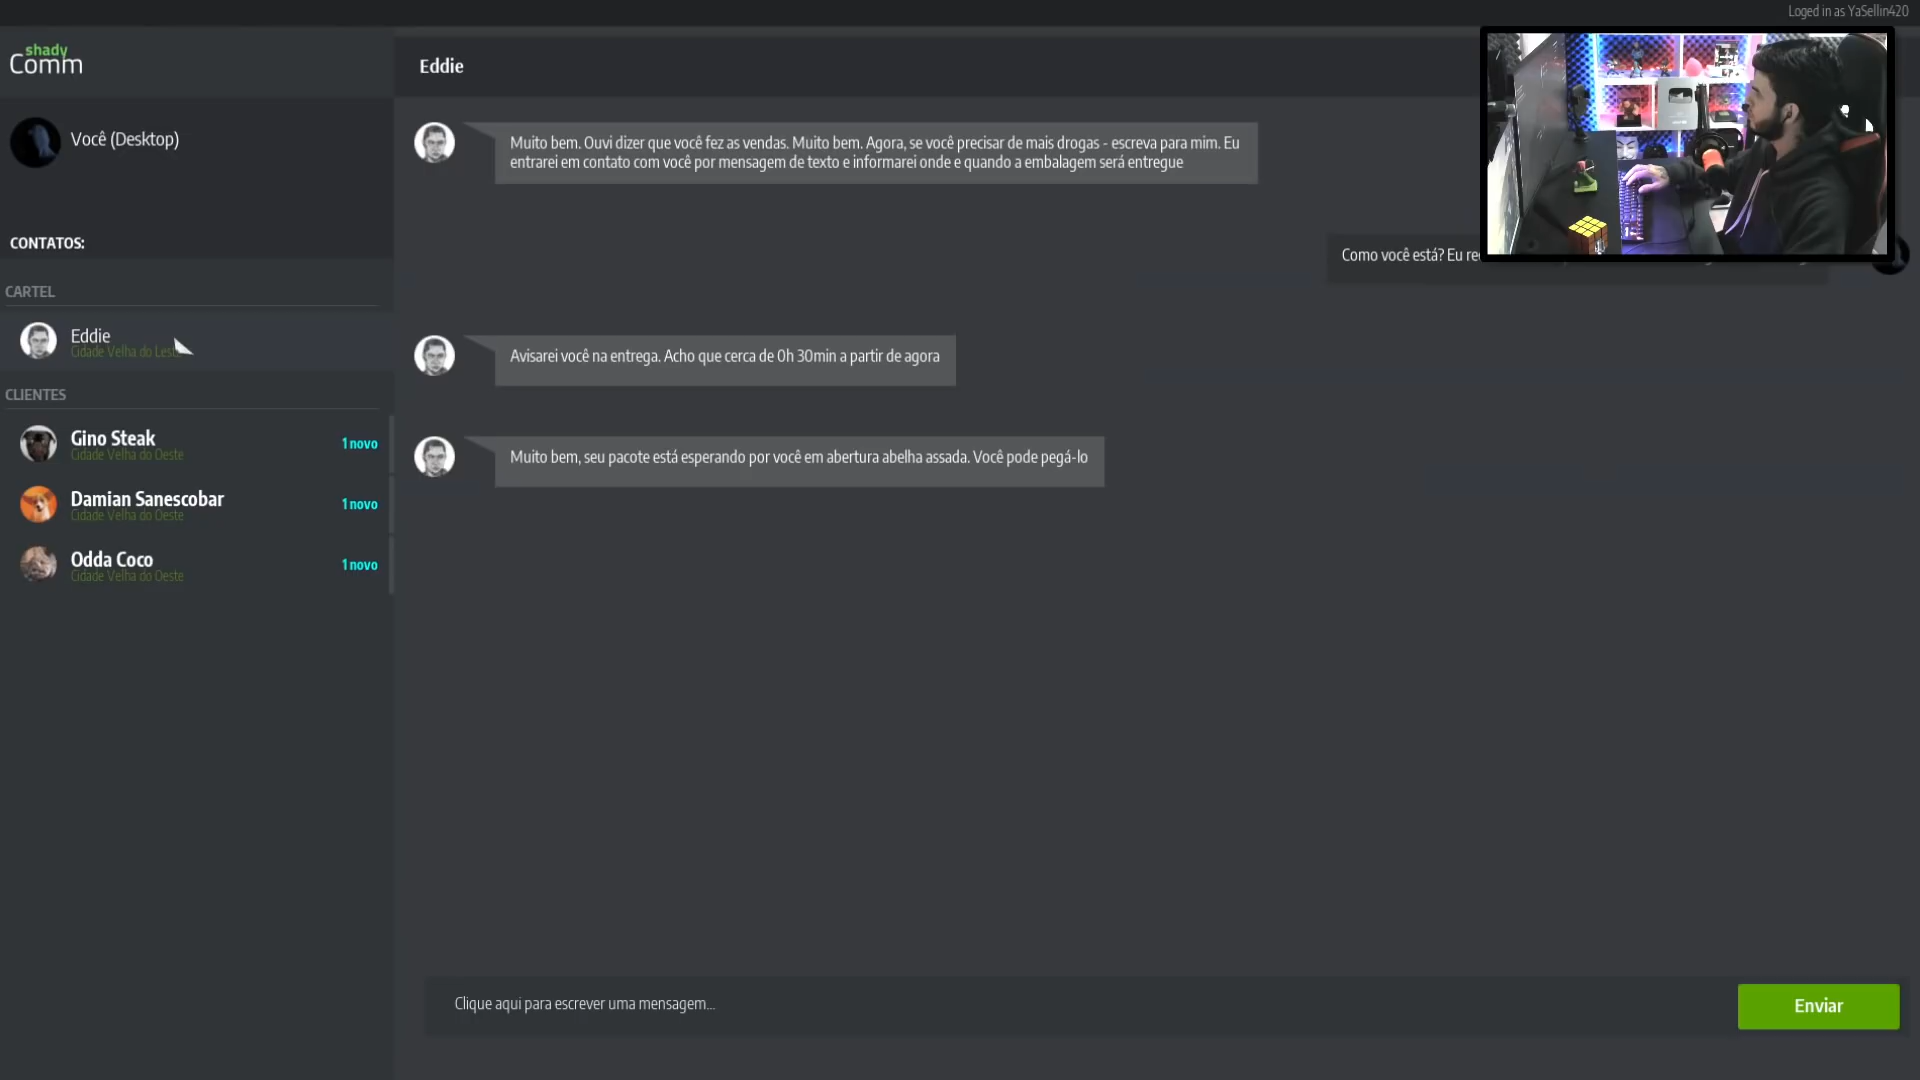 Loged in as YaSellin420
shady
Comm
Eddie
Você (Desktop)
Muito bem. Ouvi dizer que você fez as vendas. Muito bem. Agora, se você precisar de mais drogas - escreva para mim. Eu
entrarei em contato com você por mensagem de texto e informarei onde e quando a embalagem será entregue
CONTATOS:
Como você está? Eu
CARTEL
Eddie
Cidade Velha do Leste
Avisarei você na entrega. Acho que cerca de 0h 30min a partir de agora
CLIENTES
Gino Steak
1 novo
Cidade Velha do Oeste
Muito bem, seu pacote está esperando por você em abertura abelha assada. Você pode pegá-lo
Damian Sanescobar
1 novo
Cidade Velha do Oeste
Odda Coco
1 novo
Cidade Velha do Oeste
Clique aqui para escrever uma mensagem...
Enviar